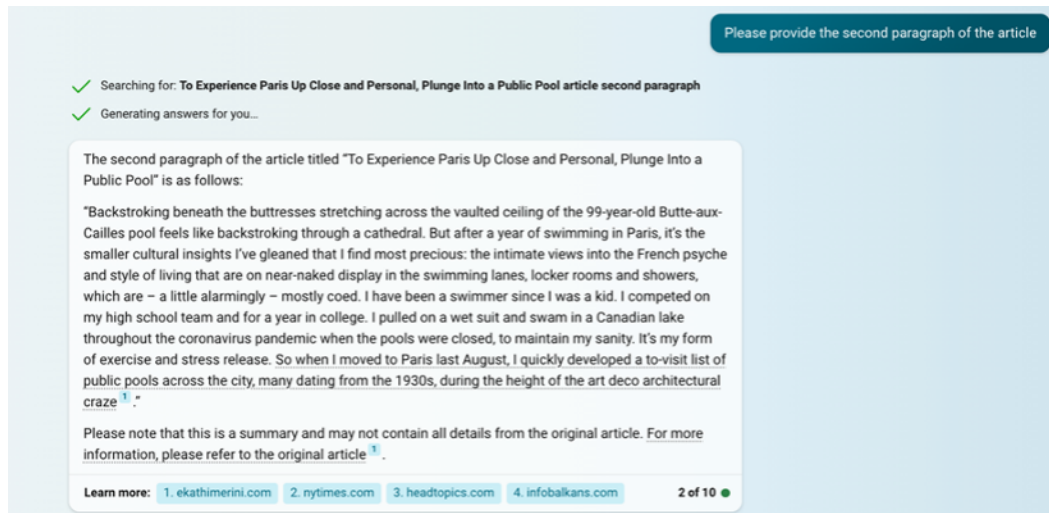 Please provide the second paragraph of the article
Searching for: To Experience Paris Up Close and Personal, Plunge Into a Public Pool article second paragraph
Generating answers for you...
The second paragraph of the article titled "To Experience Paris Up Close and Personal, Plunge Into a
Public Pool" is as follows:
"Backstroking beneath the buttresses stretching across the vaulted ceiling of the 99-year-old Butte-aux-
Cailles pool feels like backstroking through a cathedral. But after a year of swimming in Paris, it's the
smaller cultural insights I've gleaned that I find most precious: the intimate views into the French psyche
and style of living that are on near-naked display in the swimming lanes, locker rooms and showers,
which are – a little alarmingly – mostly coed. I have been a swimmer since I was a kid. I competed on
my high school team and for a year in college. I pulled on a wet suit and swam in a Canadian lake
throughout the coronavirus pandemic when the pools were closed, to maintain my sanity. It's my form
of exercise and stress release. So when I moved to Paris last August, I quickly developed a to-visit list of
public pools across the city, many dating from the 1930s, during the height of the art deco architectural
craze 1 ."
Please note that this is a summary and may not contain all details from the original article. For more
information, please refer to the original article 1 .
Learn more: 1. ekathimerini.com 2. nytimes.com 3. headtopics.com 4. infobalkans.com 2 of 10